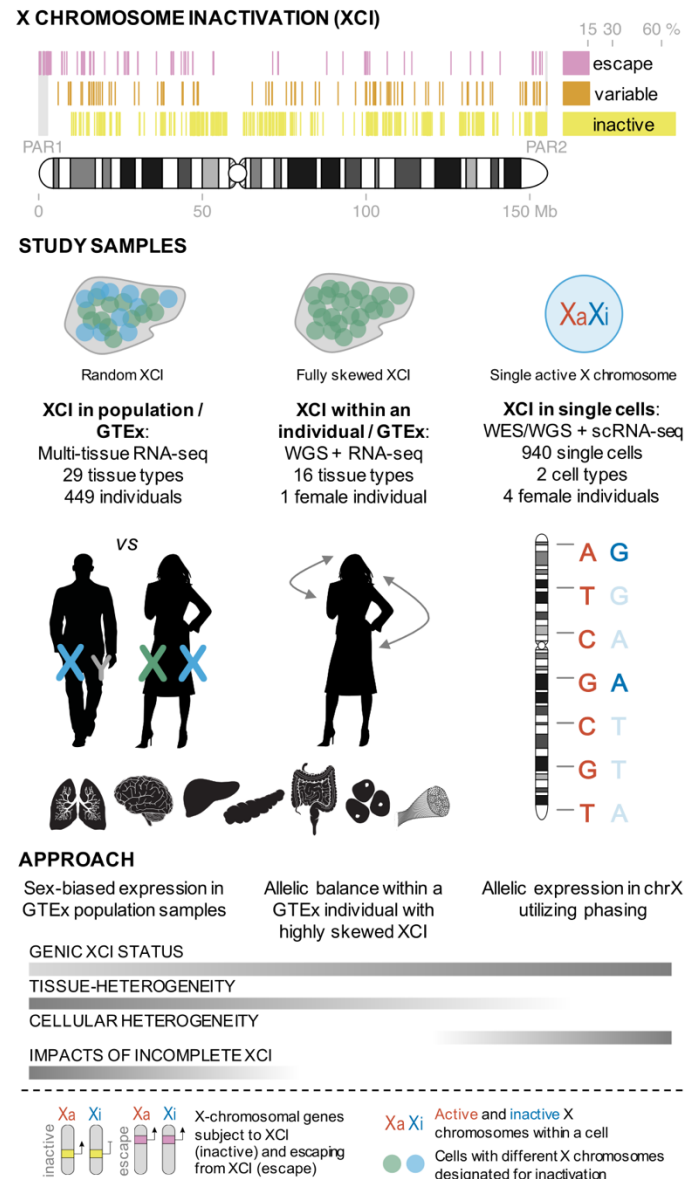 X CHROMOSOME INACTIVATION (XCI)
15 30 60 %
escape
variable
inactive
PAR1 PAR2
0 50 100 150 Mb
STUDY SAMPLES
XaXi
Random XCI Fully skewed XCI Single active X chromosome
XCI in population / XCI within an XCI in single cells:
GTEx: individual / GTEx: WES/WGS + scRNA-seq
Multi-tissue RNA-seq WGS + RNA-seq 940 single cells
29 tissue types 16 tissue types 2 cell types
449 individuals 1 female individual 4 female individuals
vs
A G
T G
C A
X Y X X
G A
C T
G T
T A
APPROACH
Sex-biased expression in Allelic balance within a Allelic expression in chrX
GTEx population samples GTEx individual with utilizing phasing
highly skewed XCI
GENIC XCI STATUS
TISSUE-HETEROGENEITY
CELLULAR HETEROGENEITY
IMPACTS OF INCOMPLETE XCI
Xa Xi Xa Xi
inactive
escape
X-chromosomal genes
subject to XCI
(inactive) and escaping
from XCI (escape)
Xa Xi
Active and inactive X
chromosomes within a cell
Cells with different X chromosomes
designated for inactivation